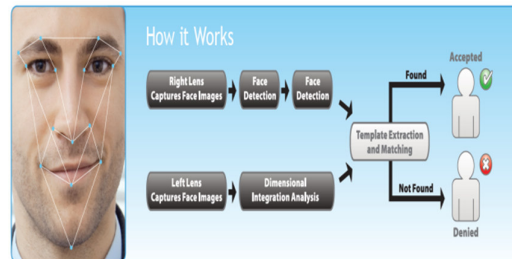 How it Works
Right Lens
Captures Face Images
Face
Detection
Face
Detection
Left Lens
Captures Face Images
Dimensional
Integration Analysis
Template Extraction
and Matching
Found
Accepted
Not Found
Denied